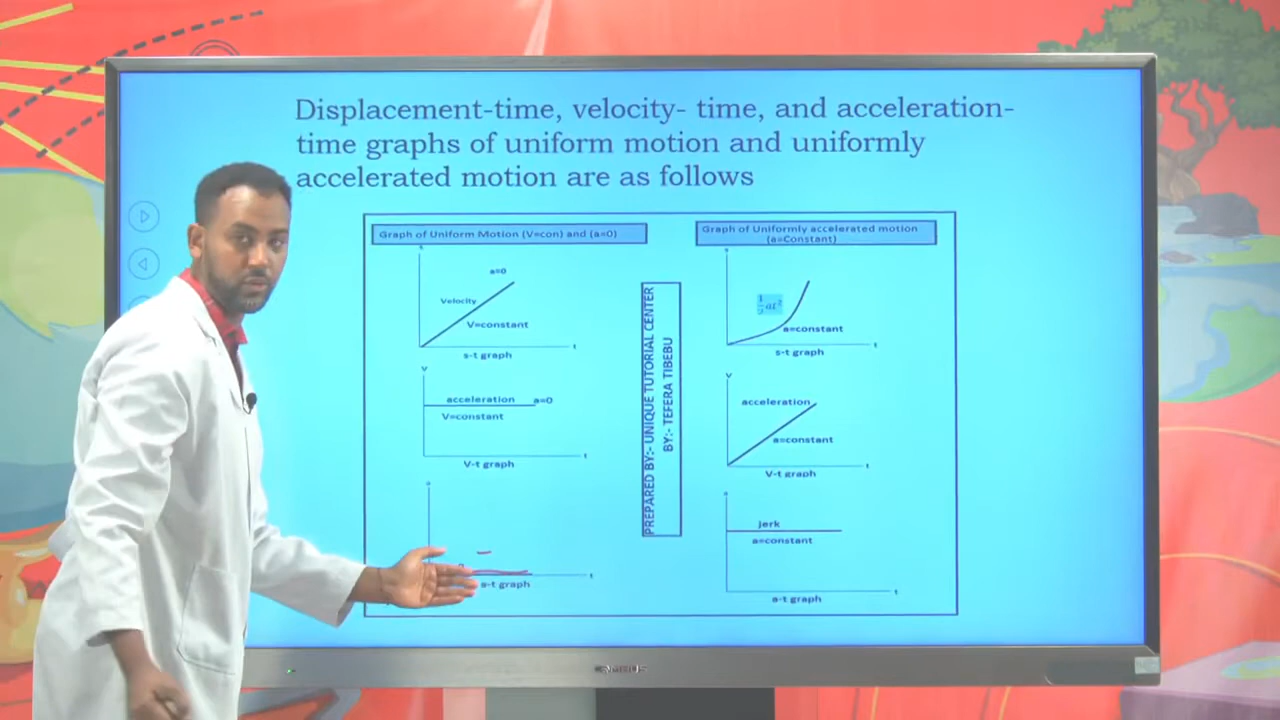 Displacement-time, velocity- time, and acceleration-
time graphs of uniform motion and uniformly
accelerated motion are as follows
Graph of Uniform Motion (V=con) and (a=0)
s
a=0
Velocity
V=constant
t
s-t graph
V
acceleration a=0
V=constant
t
V-t graph
a
t
a-t graph
PREPARED BY:- UNIQUE TUTORIAL CENTER
BY:- TEFERA TIBEBU
Graph of Uniformly accelerated motion
(a=Constant)
s
1/2 at²
a=constant
t
s-t graph
V
acceleration
a=constant
t
V-t graph
a
jerk
a=constant
t
a-t graph